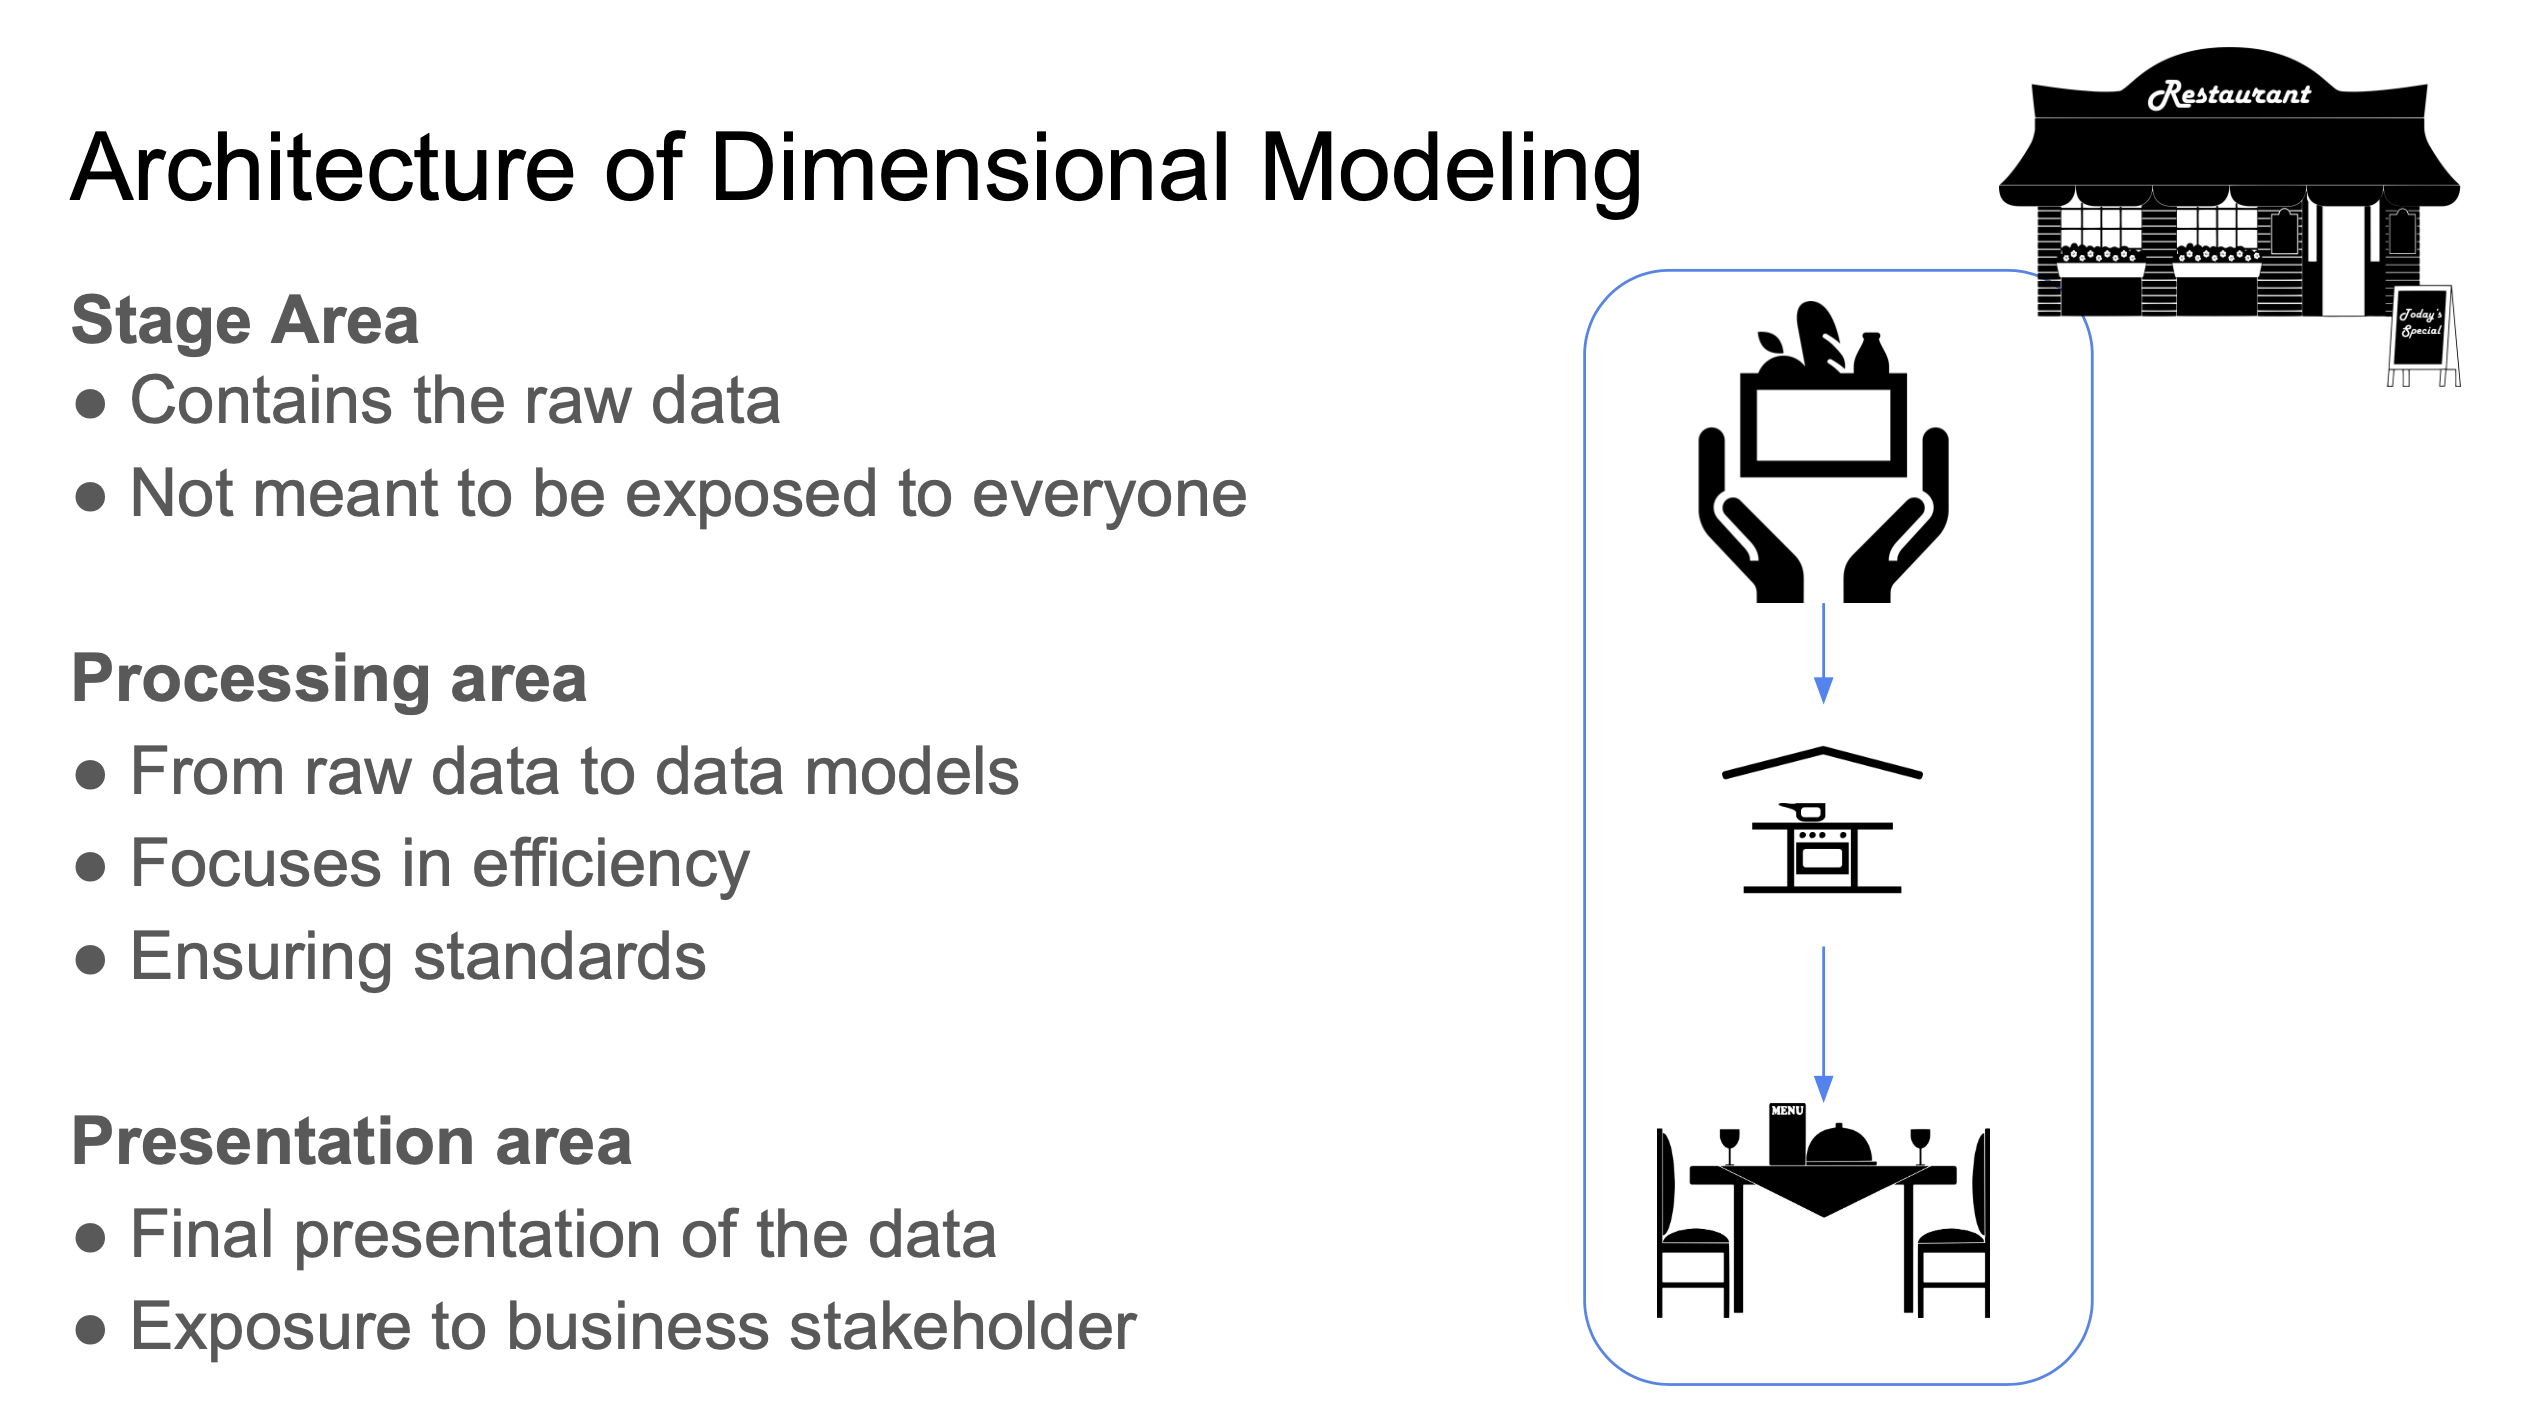 Restaurant
Architecture of Dimensional Modeling
Today's
Special
Stage Area
● Contains the raw data
● Not meant to be exposed to everyone
Processing area
● From raw data to data models
● Focuses in efficiency
● Ensuring standards
MENU
Presentation area
● Final presentation of the data
● Exposure to business stakeholder